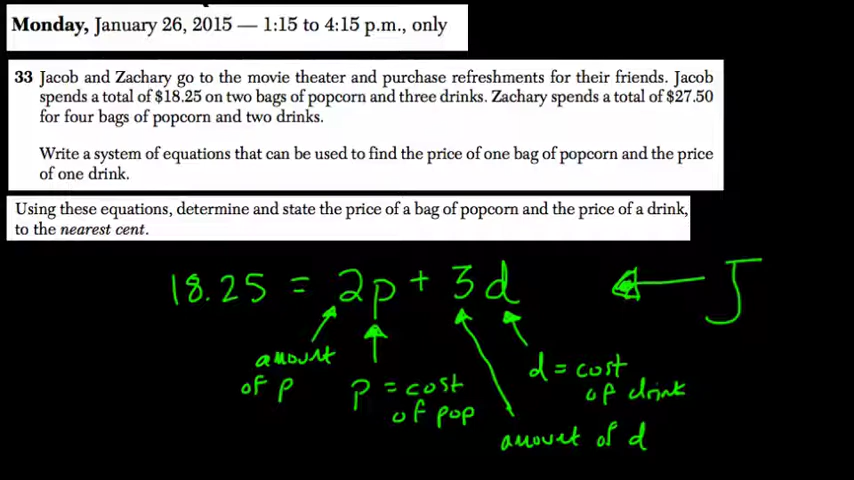 Monday, January 26, 2015 — 1:15 to 4:15 p.m., only
33 Jacob and Zachary go to the movie theater and purchase refreshments for their friends. Jacob
spends a total of $18.25 on two bags of popcorn and three drinks. Zachary spends a total of $27.50
for four bags of popcorn and two drinks.
Write a system of equations that can be used to find the price of one bag of popcorn and the price
of one drink.
Using these equations, determine and state the price of a bag of popcorn and the price of a drink,
to the nearest cent.
18.25 = 2p + 3d
J
amount
of p
p = cost
of pop
d = cost
of drink
amount of d